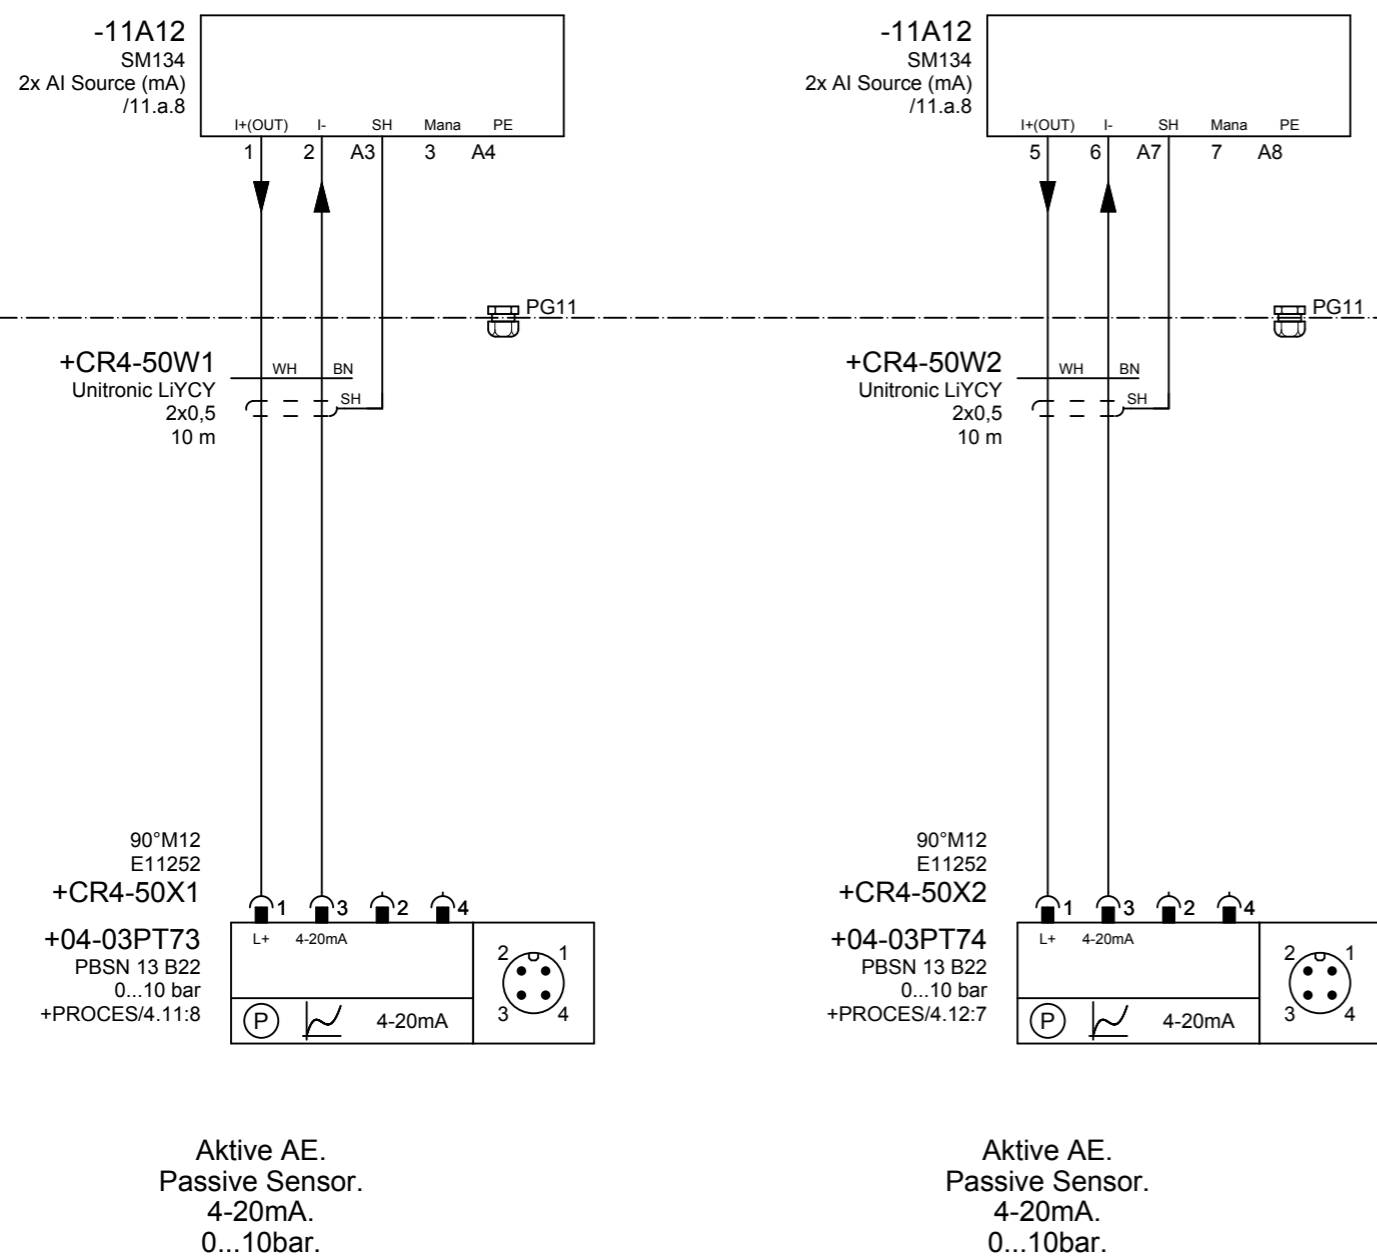 -11A12
SM134
2x AI Source (mA)
/11.a.8
I+(OUT) I- SH Mana PE
1 2 A3 3 A4
PG11
+CR4-50W1
Unitronic LiYCY
2x0,5
10 m
WH BN
SH
90°M12
E11252
+CR4-50X1
1 3 2 4
+04-03PT73
PBSN 13 B22
0...10 bar
+PROCES/4.11:8
L+ 4-20mA
P 4-20mA
2 1
3 4
Aktive AE.
Passive Sensor.
4-20mA.
0...10bar.
-11A12
SM134
2x AI Source (mA)
/11.a.8
I+(OUT) I- SH Mana PE
5 6 A7 7 A8
PG11
+CR4-50W2
Unitronic LiYCY
2x0,5
10 m
WH BN
SH
90°M12
E11252
+CR4-50X2
1 3 2 4
+04-03PT74
PBSN 13 B22
0...10 bar
+PROCES/4.12:7
L+ 4-20mA
P 4-20mA
2 1
3 4
Aktive AE.
Passive Sensor.
4-20mA.
0...10bar.